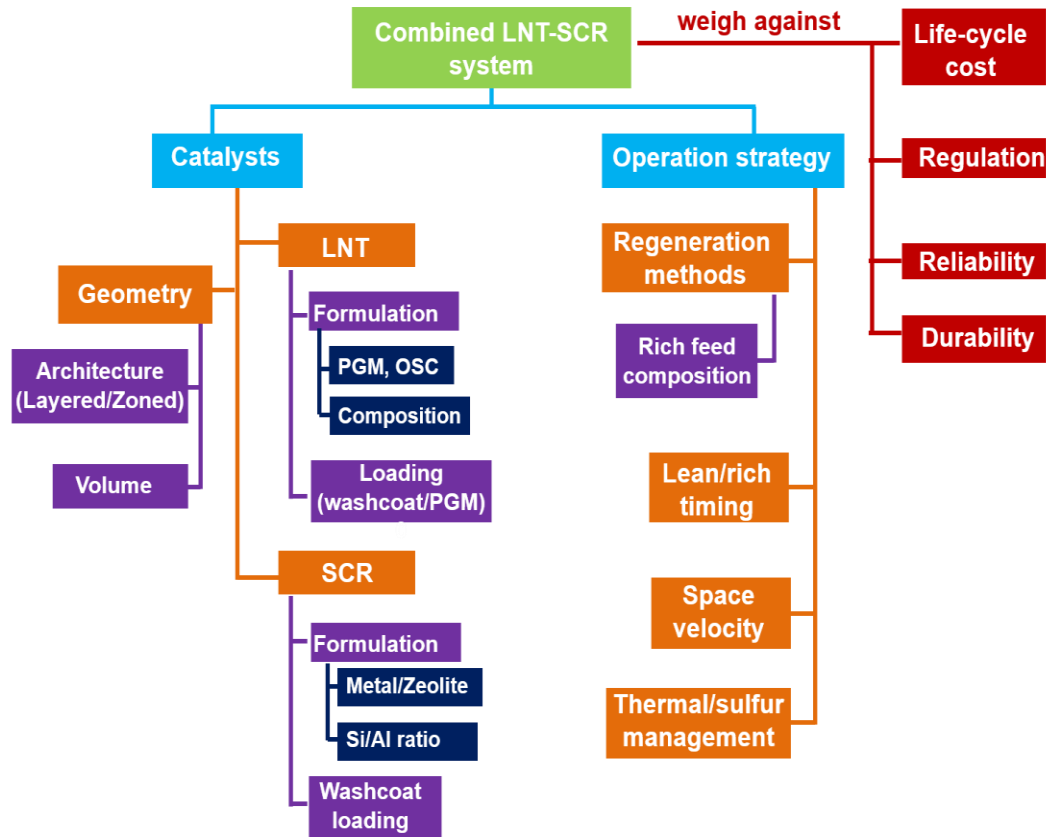 Combined LNT-SCR
system
weigh against
Life-cycle
cost
Regulation
Reliability
Durability
Catalysts
Geometry
Architecture
(Layered/Zoned)
Volume
LNT
Formulation
PGM, OSC
Composition
Loading
(washcoat/PGM)
SCR
Formulation
Metal/Zeolite
Si/Al ratio
Washcoat
loading
Operation strategy
Regeneration
methods
Rich feed
composition
Lean/rich
timing
Space
velocity
Thermal/sulfur
management